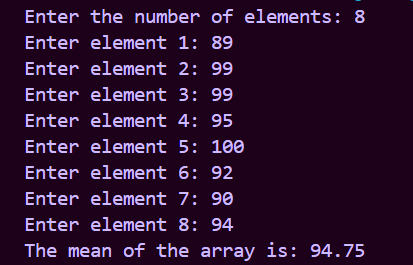 Enter the number of elements: 8
Enter element 1: 89
Enter element 2: 99
Enter element 3: 99
Enter element 4: 95
Enter element 5: 100
Enter element 6: 92
Enter element 7: 90
Enter element 8: 94
The mean of the array is: 94.75